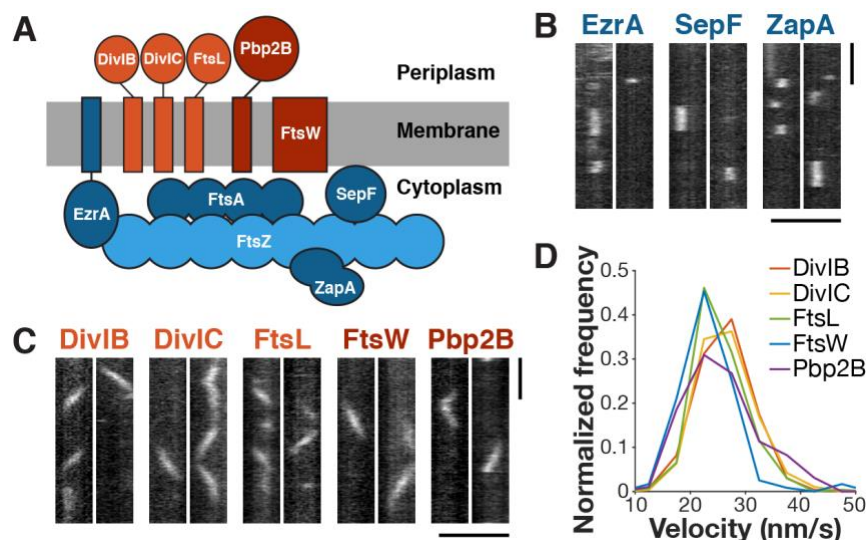 A
DivIB
DivIC
FtsL
Pbp2B
Periplasm
FtsW
Membrane
Cytoplasm
EzrA
FtsA
SepF
FtsZ
ZapA
B
EzrA SepF ZapA
C
DivIB DivIC FtsL FtsW Pbp2B
D
Normalized frequency
0.5
0.4
0.3
0.2
0.1
0
10 20 30 40 50
Velocity (nm/s)
DivIB
DivIC
FtsL
FtsW
Pbp2B